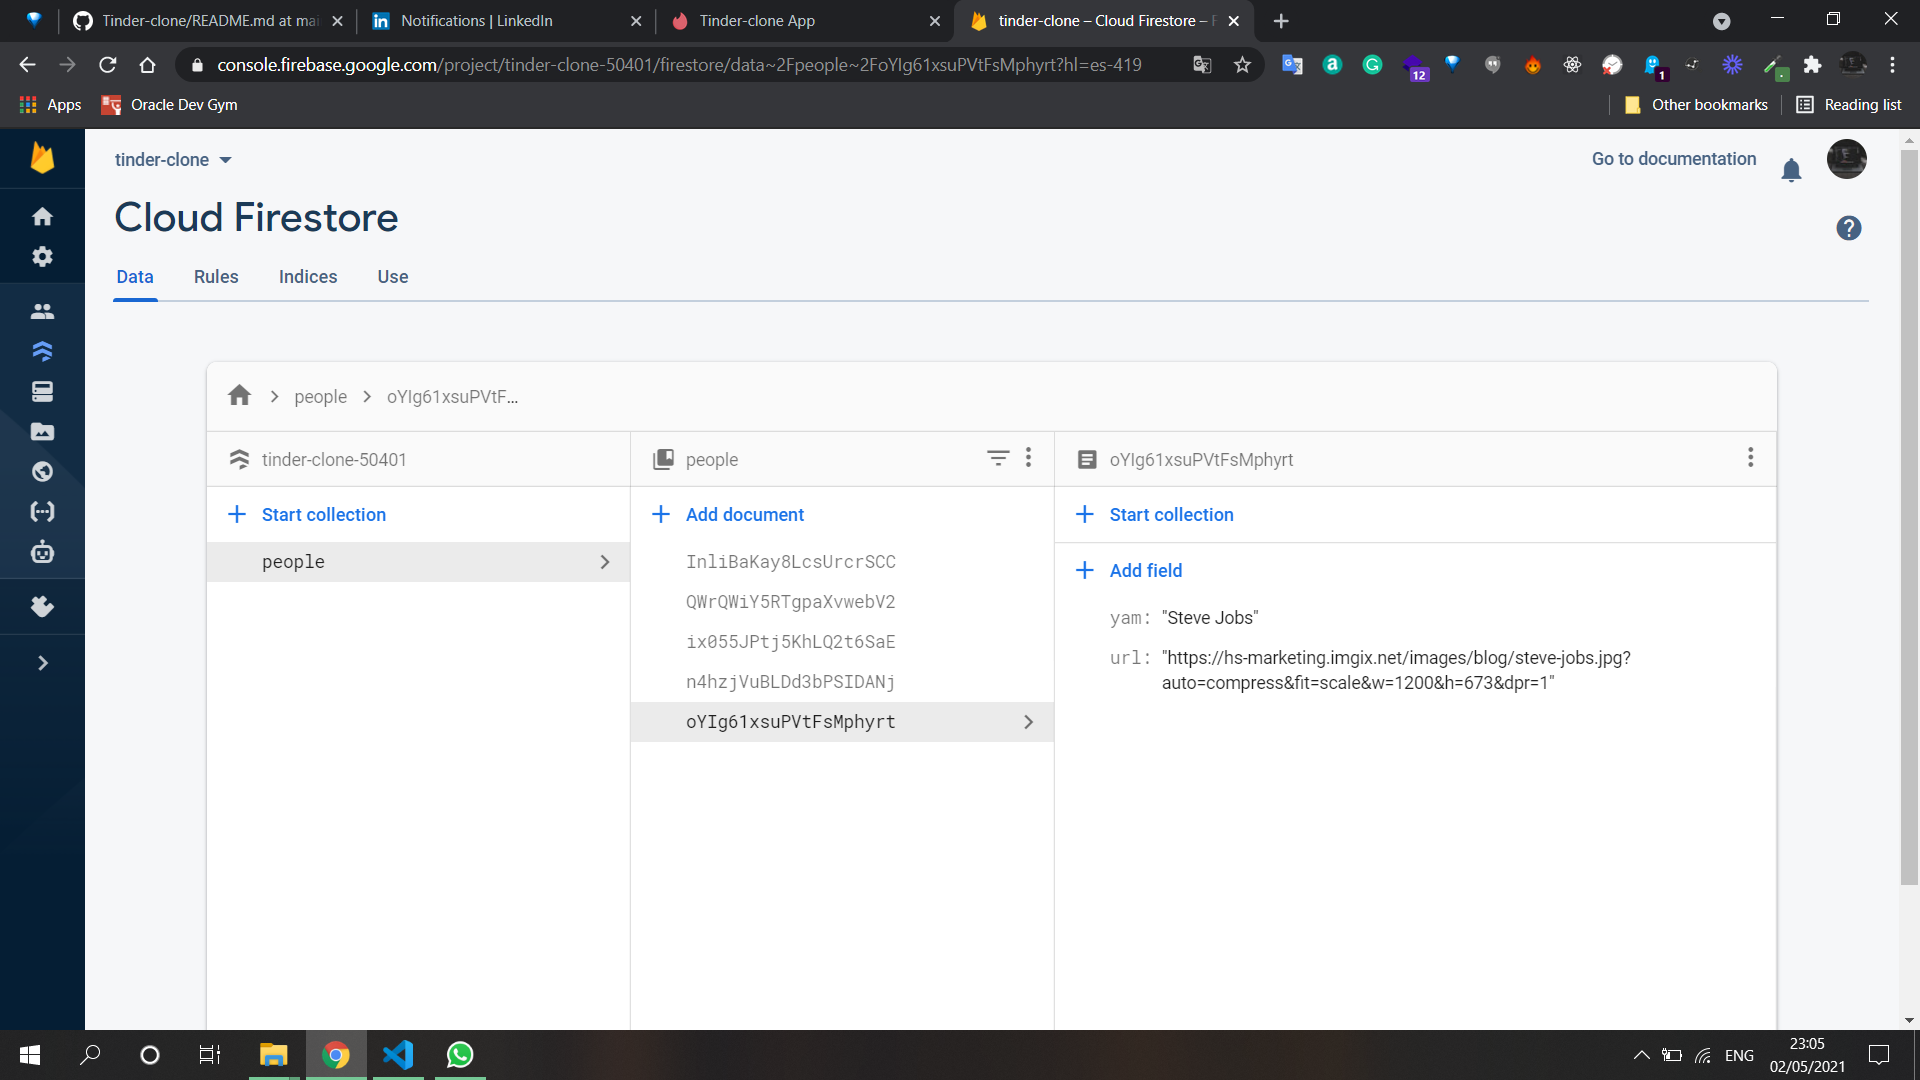 Tinder-clone/README.md at mai
Notifications | LinkedIn
Tinder-clone App
tinder-clone – Cloud Firestore – F
console.firebase.google.com/project/tinder-clone-50401/firestore/data~2Fpeople~2FoYIg61xsuPVtFsMphyrt?hl=es-419
12
1
Apps
Oracle Dev Gym
Other bookmarks
Reading list
tinder-clone
Go to documentation
Cloud Firestore
Data
Rules
Indices
Use
people
oYIg61xsuPVtF...
tinder-clone-50401
people
oYIg61xsuPVtFsMphyrt
Start collection
Add document
Start collection
people
InliBaKay8LcsUrcrSCC
QWrQWiY5RTgpaXvwebV2
ix055JPtj5KhLQ2t6SaE
n4hzjVuBLDd3bPSIDANj
oYIg61xsuPVtFsMphyrt
Add field
yam: "Steve Jobs"
url: "https://hs-marketing.imgix.net/images/blog/steve-jobs.jpg?
auto=compress&fit=scale&w=1200&h=673&dpr=1"
ENG
23:05
02/05/2021